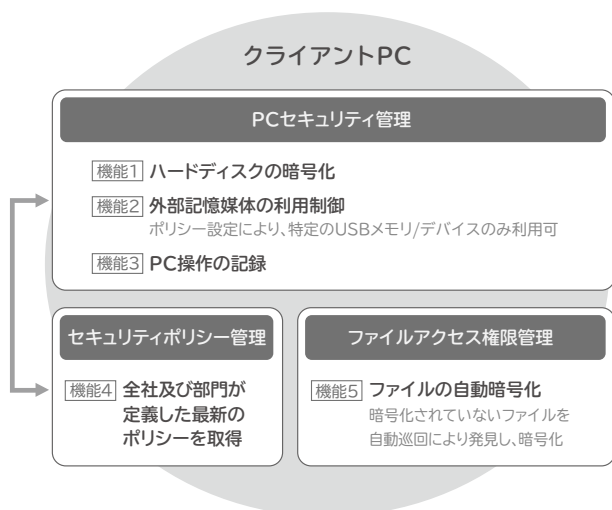 クライアントPC
PCセキュリティ管理
機能1 ハードディスクの暗号化
機能2 外部記憶媒体の利用制御
ポリシー設定により、特定のUSBメモリ/デバイスのみ利用可
機能3 PC操作の記録
セキュリティポリシー管理
機能4 全社及び部門が
定義した最新の
ポリシーを取得
ファイルアクセス権限管理
機能5 ファイルの自動暗号化
暗号化されていないファイルを
自動巡回により発見し、暗号化